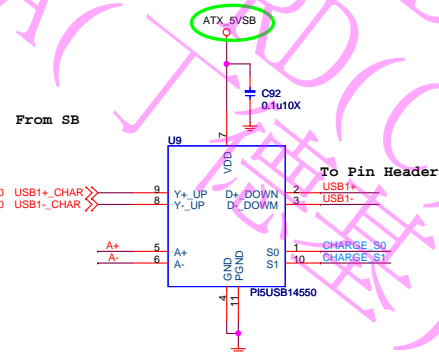 ATX_5VSB
C92
0.1u10X
From SB
U9
7
VDD
To Pin Header
0 USB1+_CHAR
9 Y+_UP
D+_DOWN 2 USB1+
0 USB1-_CHAR
8 Y-_UP
D-_DOWM 3 USB1-
A+ 5 A+
S0 1 CHARGE_S0
A- 6 A-
S1 10 CHARGE_S1
GND
PGND
PI5USB14550
4
11